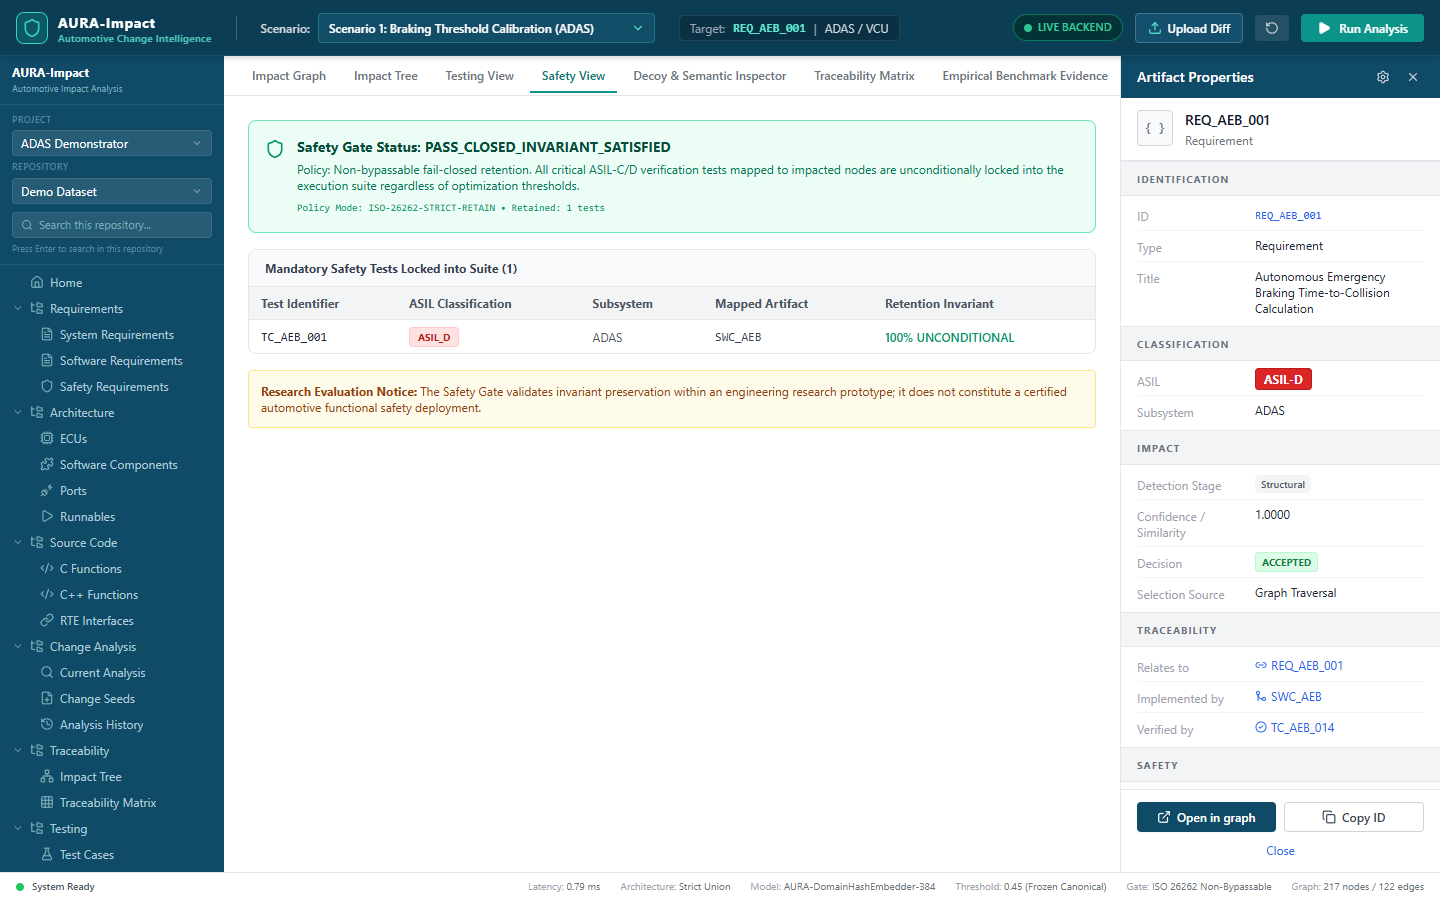 AURA-Impact
Automotive Change Intelligence
Scenario:
Scenario 1: Braking Threshold Calibration (ADAS)
Target: REQ_AEB_001 | ADAS / VCU
LIVE BACKEND
Upload Diff
Run Analysis
AURA-Impact
Automotive Impact Analysis
PROJECT
ADAS Demonstrator
REPOSITORY
Demo Dataset
Search this repository...
Press Enter to search in this repository
Home
Requirements
System Requirements
Software Requirements
Safety Requirements
Architecture
ECUs
Software Components
Ports
Runnables
Source Code
C Functions
C++ Functions
RTE Interfaces
Change Analysis
Current Analysis
Change Seeds
Analysis History
Traceability
Impact Tree
Traceability Matrix
Testing
Test Cases
Impact Graph
Impact Tree
Testing View
Safety View
Decoy & Semantic Inspector
Traceability Matrix
Empirical Benchmark Evidence
Safety Gate Status: PASS_CLOSED_INVARIANT_SATISFIED
Policy: Non-bypassable fail-closed retention. All critical ASIL-C/D verification tests mapped to impacted nodes are unconditionally locked into the
execution suite regardless of optimization thresholds.
Policy Mode: ISO-26262-STRICT-RETAIN • Retained: 1 tests
Mandatory Safety Tests Locked into Suite (1)
Test Identifier ASIL Classification Subsystem Mapped Artifact Retention Invariant
TC_AEB_001 ASIL_D ADAS SWC_AEB 100% UNCONDITIONAL
Research Evaluation Notice: The Safety Gate validates invariant preservation within an engineering research prototype; it does not constitute a certified
automotive functional safety deployment.
Artifact Properties
{ }
REQ_AEB_001
Requirement
IDENTIFICATION
ID REQ_AEB_001
Type Requirement
Title Autonomous Emergency
Braking Time-to-Collision
Calculation
CLASSIFICATION
ASIL ASIL-D
Subsystem ADAS
IMPACT
Detection Stage Structural
Confidence / 1.0000
Similarity
Decision ACCEPTED
Selection Source Graph Traversal
TRACEABILITY
Relates to REQ_AEB_001
Implemented by SWC_AEB
Verified by TC_AEB_014
SAFETY
Open in graph
Copy ID
Close
System Ready
Latency: 0.79 ms
Architecture: Strict Union
Model: AURA-DomainHashEmbedder-384
Threshold: 0.45 (Frozen Canonical)
Gate: ISO 26262 Non-Bypassable
Graph: 217 nodes / 122 edges